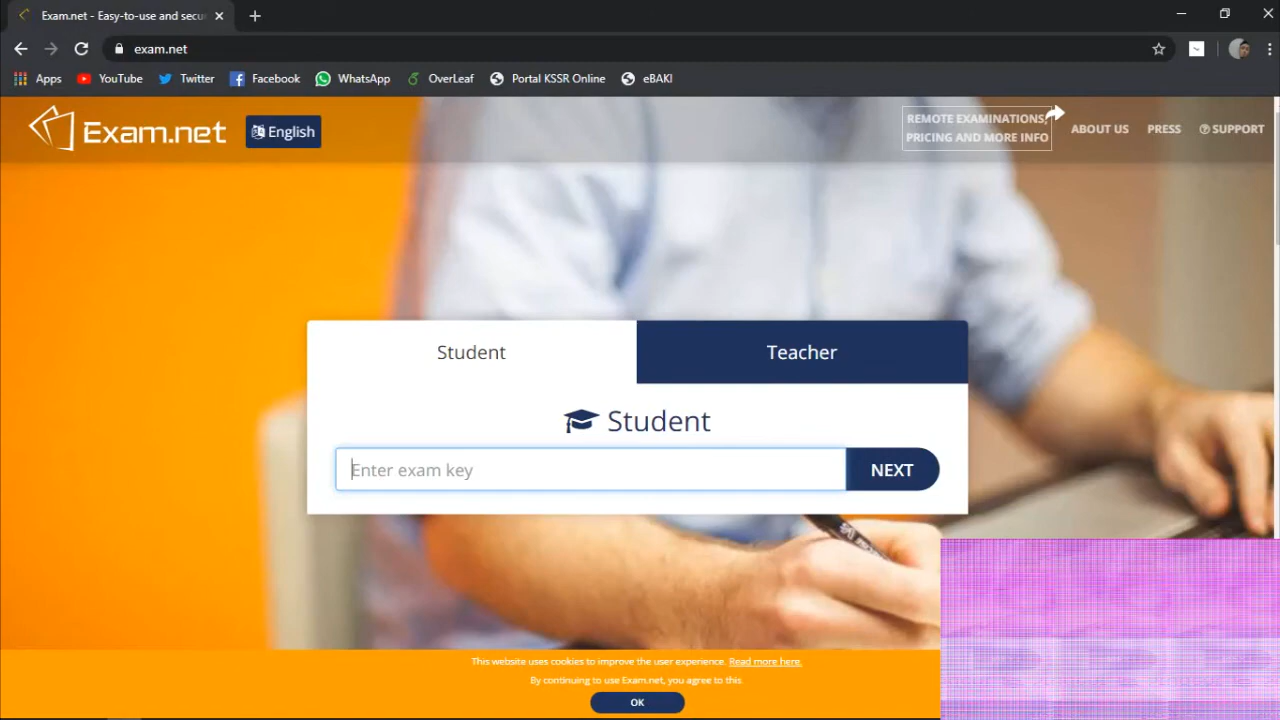 Exam.net - Easy-to-use and secu
exam.net
Apps YouTube Twitter Facebook WhatsApp OverLeaf Portal KSSR Online eBAKI
Exam.net English
REMOTE EXAMINATIONS,
PRICING AND MORE INFO
ABOUT US PRESS SUPPORT
Student Teacher
Student
Enter exam key NEXT
This website uses cookies to improve the user experience. Read more here.
By continuing to use Exam.net, you agree to this.
OK